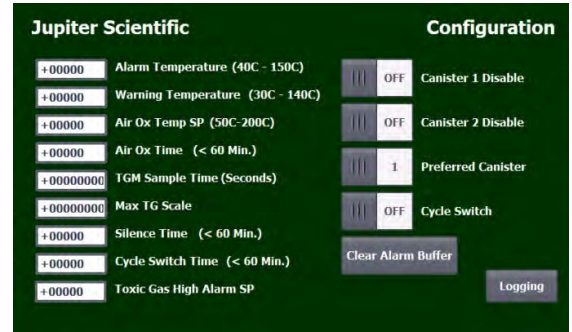 Jupiter Scientific
Configuration
+00000 Alarm Temperature (40C - 150C)
+00000 Warning Temperature (30C - 140C)
+00000 Air Ox Temp SP (50C-200C)
+00000 Air Ox Time (< 60 Min.)
+00000000 TGM Sample Time (Seconds)
+00000000 Max TG Scale
+00000 Silence Time (< 60 Min.)
+00000 Cycle Switch Time (< 60 Min.)
+00000 Toxic Gas High Alarm SP
OFF Canister 1 Disable
OFF Canister 2 Disable
1 Preferred Canister
OFF Cycle Switch
Clear Alarm Buffer
Logging